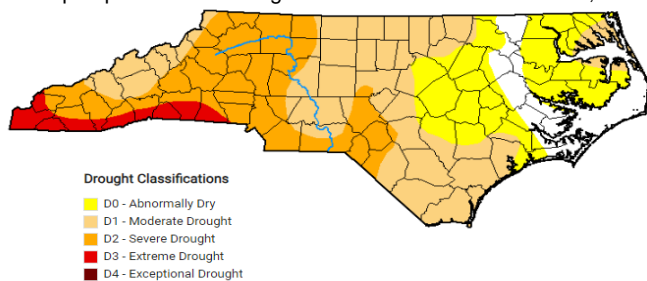 Drought Classifications
D0 - Abnormally Dry
D1 - Moderate Drought
D2 - Severe Drought
D3 - Extreme Drought
D4 - Exceptional Drought